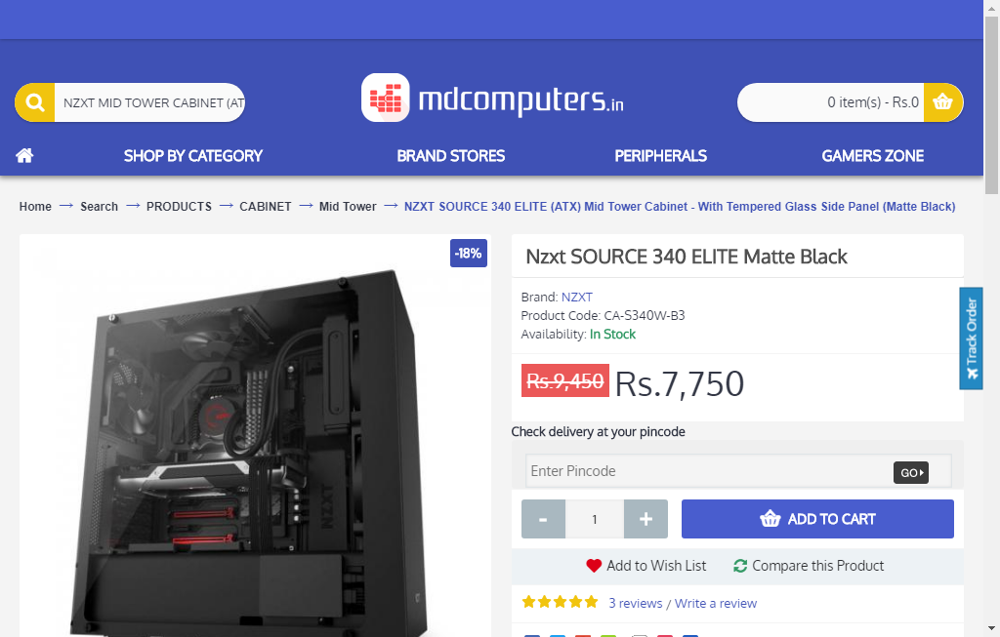 NZXT MID TOWER CABINET (AT
mdcomputers.in
0 item(s) - Rs.0
SHOP BY CATEGORY
BRAND STORES
PERIPHERALS
GAMERS ZONE
Home → Search → PRODUCTS → CABINET → Mid Tower → NZXT SOURCE 340 ELITE (ATX) Mid Tower Cabinet - With Tempered Glass Side Panel (Matte Black)
-18%
NZXT
Nzxt SOURCE 340 ELITE Matte Black
Brand: NZXT
Product Code: CA-S340W-B3
Availability: In Stock
Rs.9,450 Rs.7,750
Check delivery at your pincode
Enter Pincode
GO
- 1 +
ADD TO CART
Add to Wish List
Compare this Product
3 reviews / Write a review
Track Order